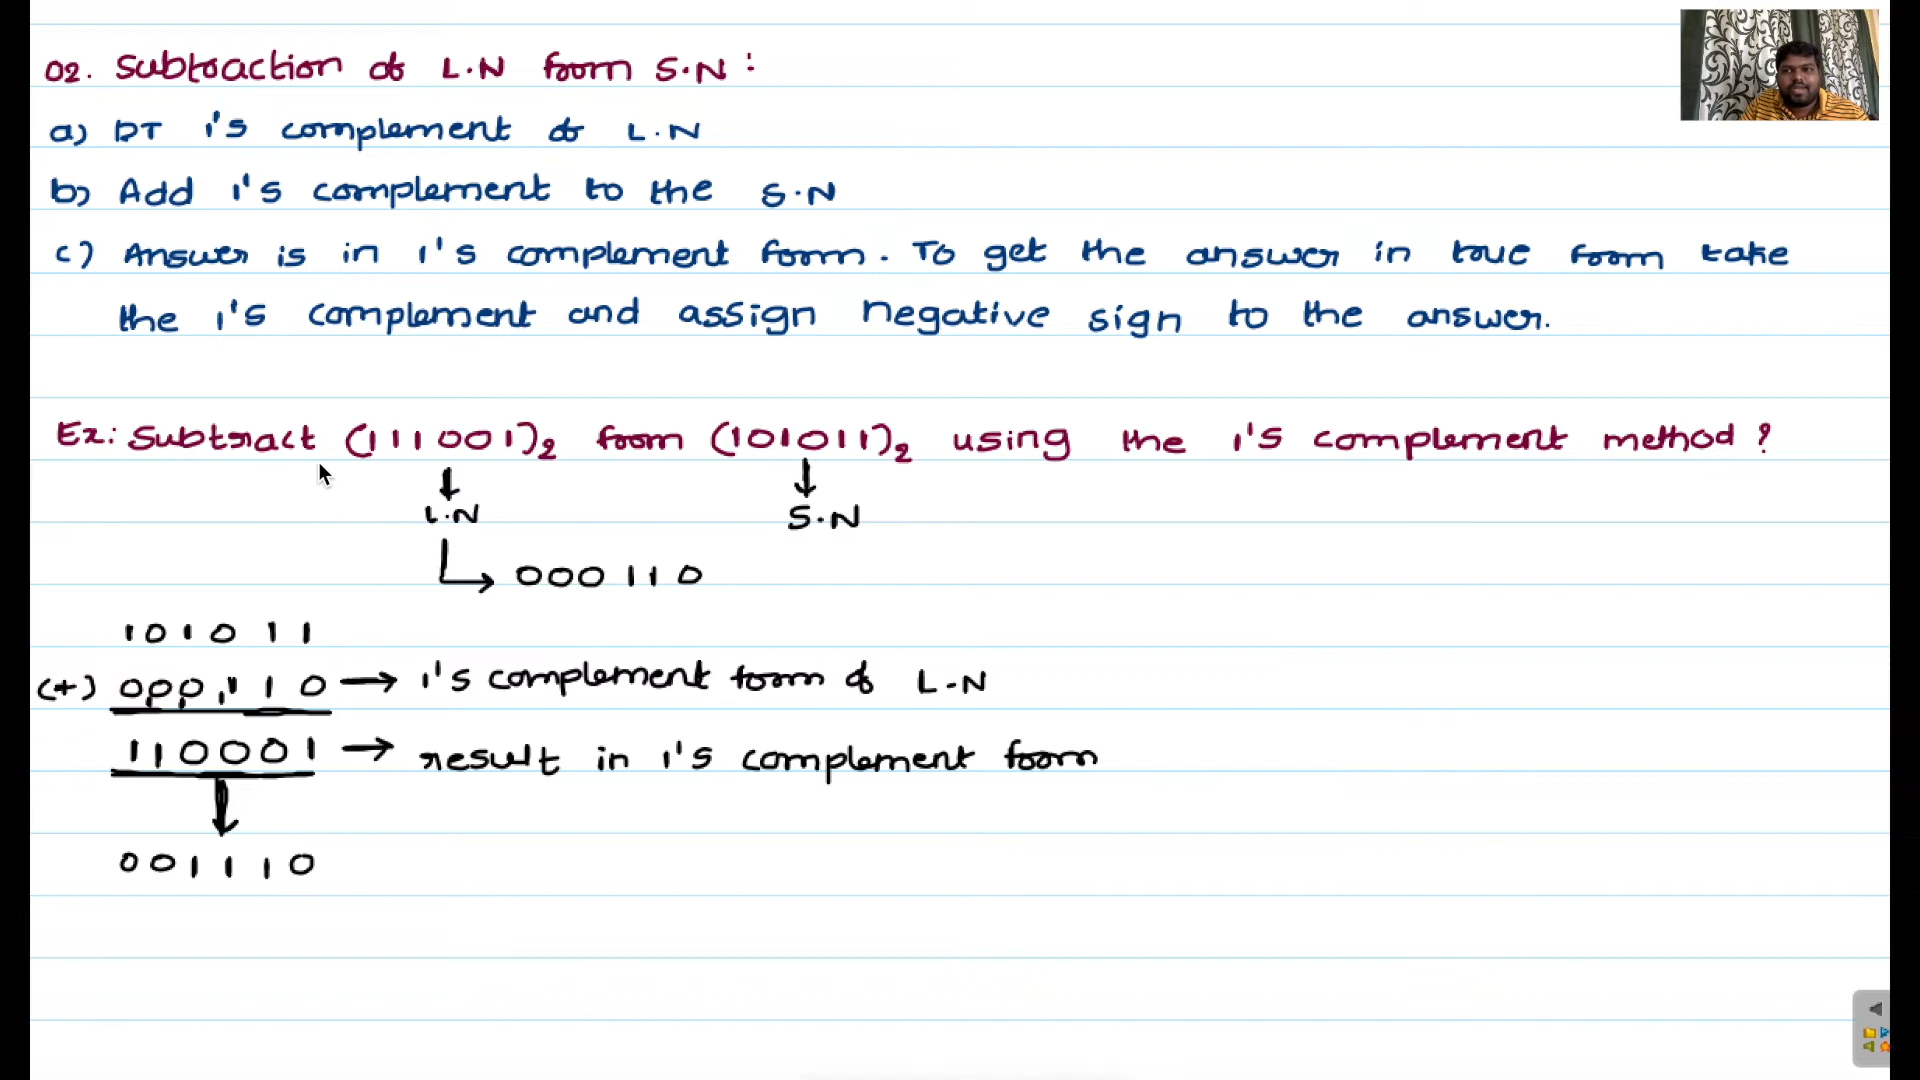 02. Subtraction of L.N from S.N :
a) DT 1's complement of L.N
b) Add 1's complement to the S.N
c) Answer is in 1's complement form. To get the answer in true form take
the 1's complement and assign negative sign to the answer.
Ex: Subtract (111001)2 from (101011)2 using the 1's complement method ?
↓ ↓
L.N S.N
→ 000110
101011
(+) 000110 → 1's complement form of L.N
110001 → result in 1's complement form
↓
001110